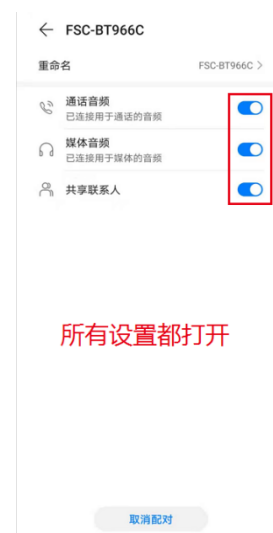 FSC-BT966C
重命名 FSC-BT966C
通话音频
已连接用于通话的音频
媒体音频
已连接用于媒体的音频
共享联系人
所有设置都打开
取消配对